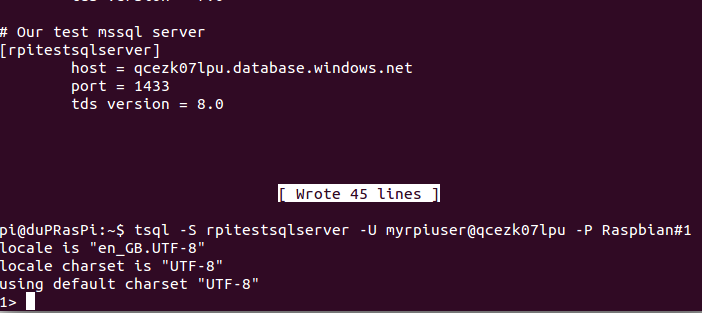 # Our test mssql server
[rpitestsqlserver]
        host = qcezk07lpu.database.windows.net
        port = 1433
        tds version = 8.0
[ Wrote 45 lines ]
pi@duPRasPi:~$ tsql -S rpitestsqlserver -U myrpiuser@qcezk07lpu -P Raspbian#1
locale is "en_GB.UTF-8"
locale charset is "UTF-8"
using default charset "UTF-8"
1>